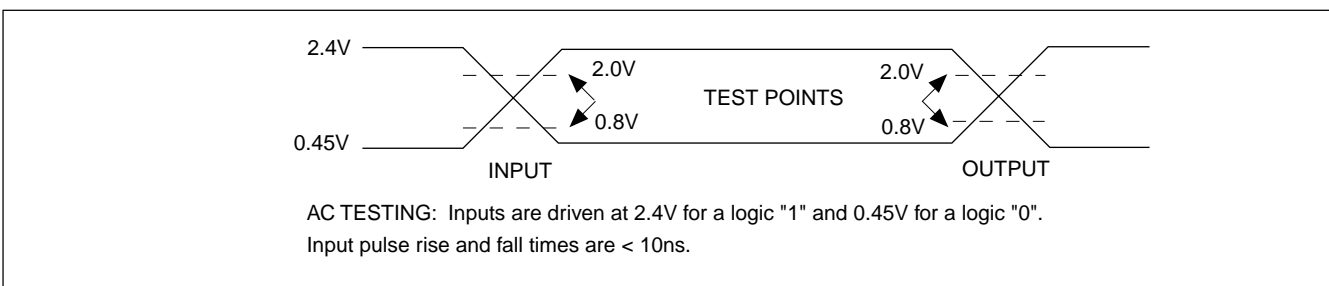 2.4V
2.0V
2.0V
TEST POINTS
0.8V
0.8V
0.45V
INPUT
OUTPUT
AC TESTING: Inputs are driven at 2.4V for a logic "1" and 0.45V for a logic "0".
Input pulse rise and fall times are < 10ns.